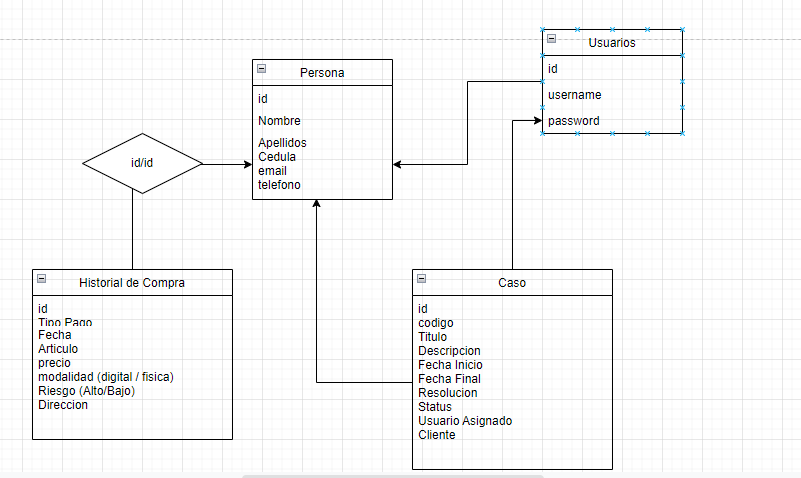 Usuarios
id
username
password
Persona
id
Nombre
Apellidos
Cedula
email
telefono
id/id
Historial de Compra
id
Tipo Pago
Fecha
Articulo
precio
modalidad (digital / fisica)
Riesgo (Alto/Bajo)
Direccion
Caso
id
codigo
Titulo
Descripcion
Fecha Inicio
Fecha Final
Resolucion
Status
Usuario Asignado
Cliente